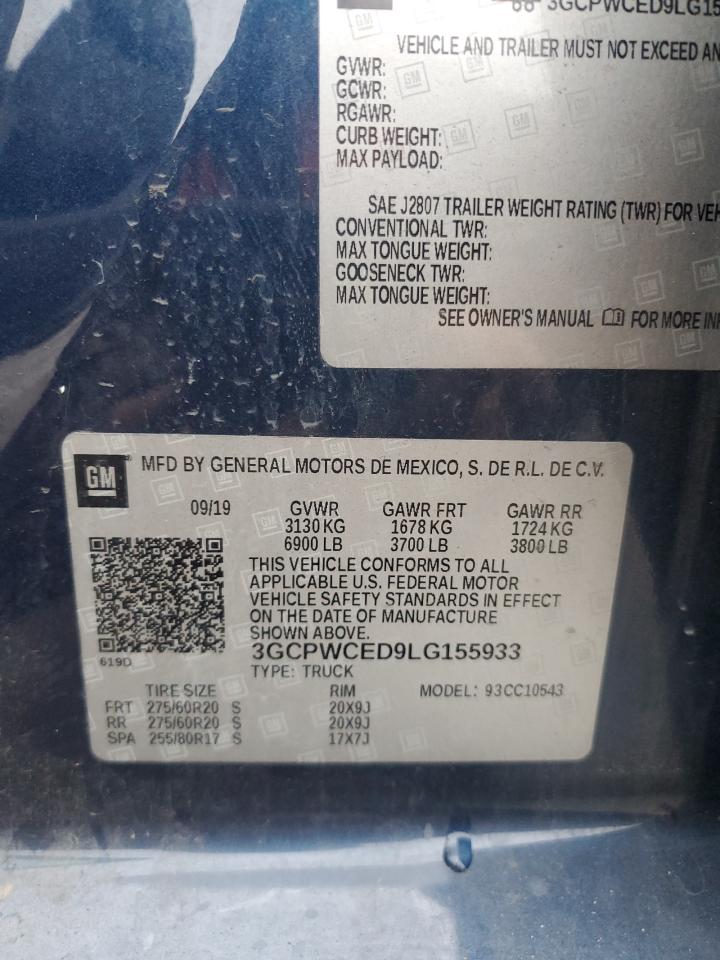 3GCPWCED9LG15
VEHICLE AND TRAILER MUST NOT EXCEED AN
GVWR:
GCWR:
RGAWR:
CURB WEIGHT:
MAX PAYLOAD:
SAE J2807 TRAILER WEIGHT RATING (TWR) FOR VEH
CONVENTIONAL TWR:
MAX TONGUE WEIGHT:
GOOSENECK TWR:
MAX TONGUE WEIGHT:
SEE OWNER'S MANUAL FOR MORE IN
GM MFD BY GENERAL MOTORS DE MEXICO, S. DE R.L. DE C.V.
09/19 GVWR GAWR FRT GAWR RR
3130 KG 1678 KG 1724 KG
6900 LB 3700 LB 3800 LB
THIS VEHICLE CONFORMS TO ALL
APPLICABLE U.S. FEDERAL MOTOR
VEHICLE SAFETY STANDARDS IN EFFECT
ON THE DATE OF MANUFACTURE
SHOWN ABOVE.
619D 3GCPWCED9LG155933
TYPE: TRUCK
TIRE SIZE RIM MODEL: 93CC10543
FRT 275/60R20 S 20X9J
RR 275/60R20 S 20X9J
SPA 255/80R17 S 17X7J